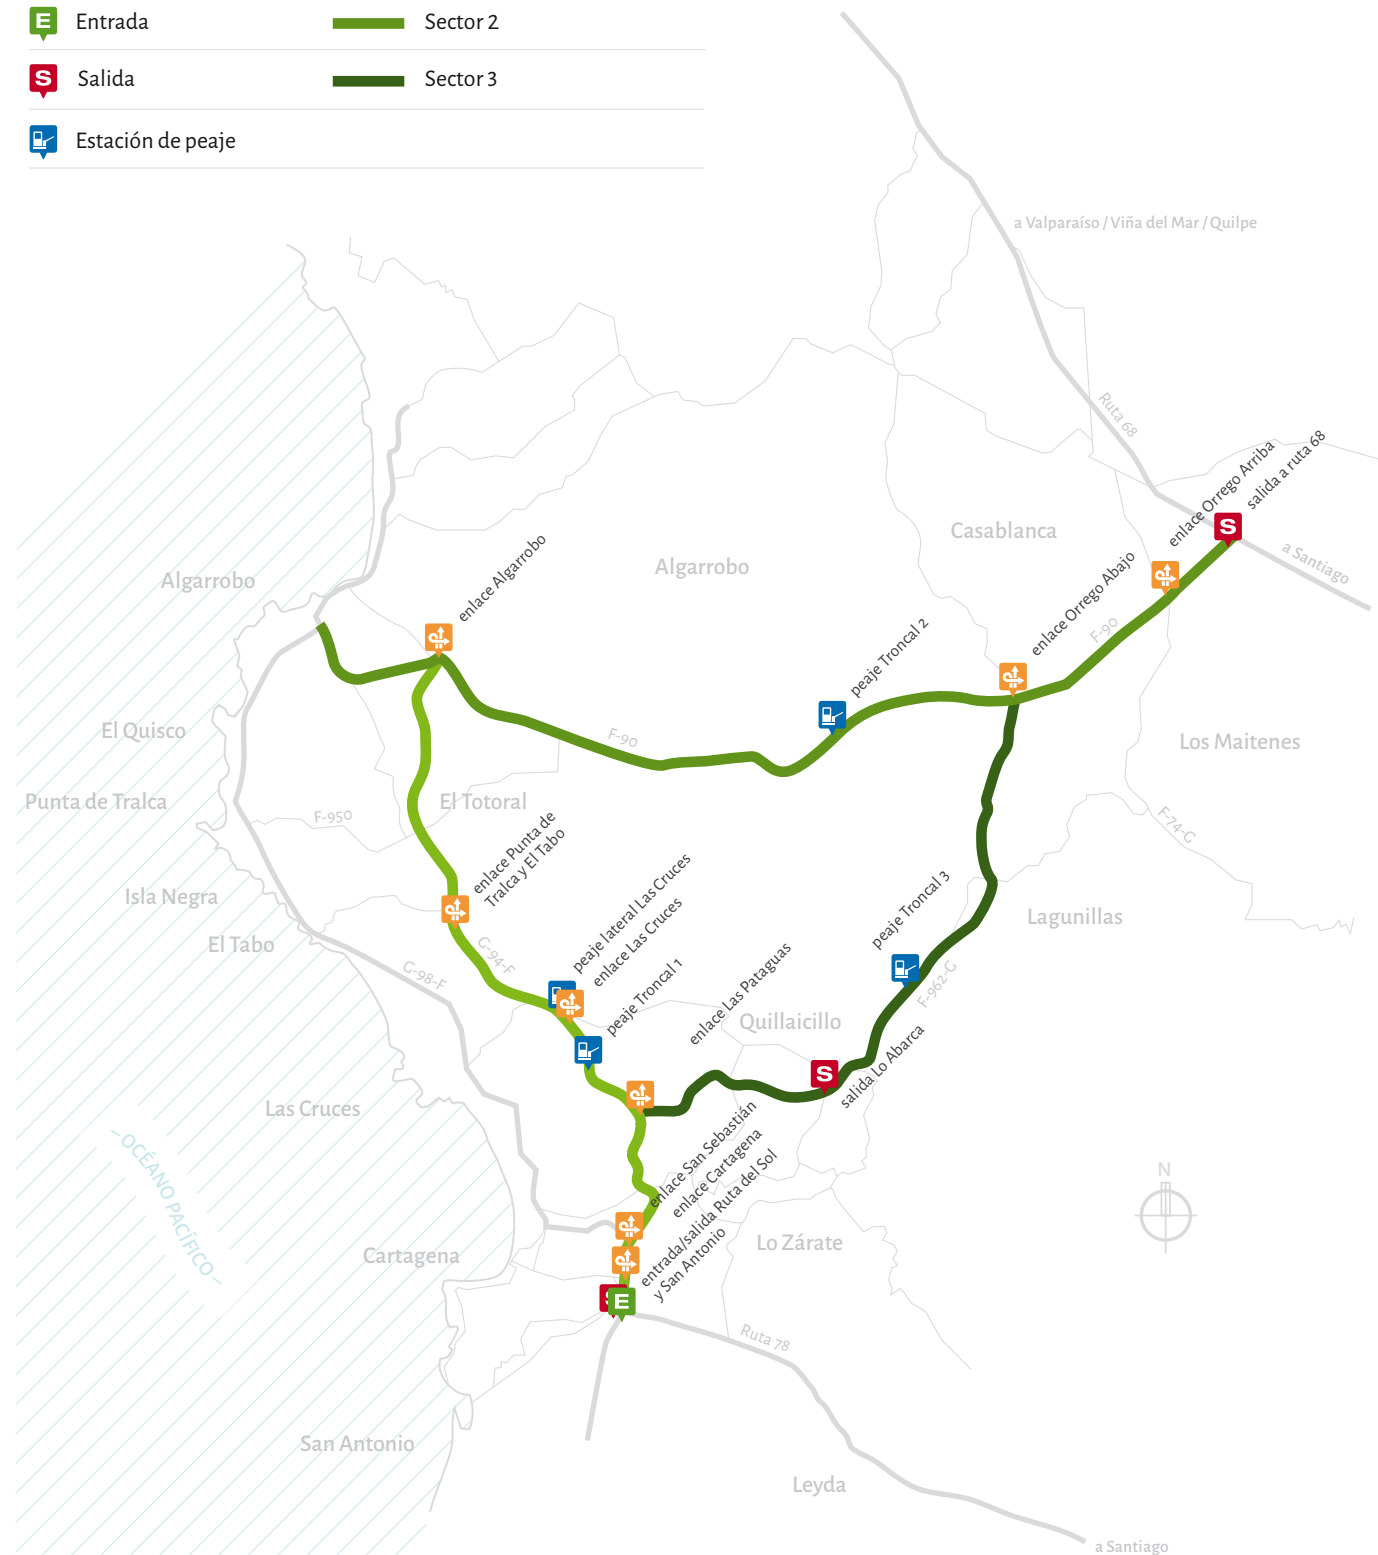 E Entrada
Sector 2
S Salida
Sector 3
Estación de peaje
a Valparaíso / Viña del Mar / Quilpe
Ruta 68
enlace Orrego Arriba
salida a ruta 68
S
Casablanca
a Santiago
enlace Algarrobo
Algarrobo
Algarrobo
enlace Orrego Abajo
F-90
peaje Troncal 2
El Quisco
F-90
Los Maitenes
Punta de Tralca
El Totoral
F-950
F-74-G
enlace Punta de
Tralca y El Tabo
Isla Negra
peaje lateral Las Cruces
peaje Troncal 3
Lagunillas
El Tabo
enlace Las Cruces
G-94-F
G-98-F
enlace Las Pataguas
peaje Troncal 1
F-962-G
Quillaicillo
S
salida Lo Abarca
Las Cruces
– OCÉANO PACÍFICO –
enlace San Sebastián
enlace Cartagena
N
entrada/salida Ruta del Sol
y San Antonio
Cartagena
Lo Zárate
S
E
Ruta 78
San Antonio
Leyda
a Santiago